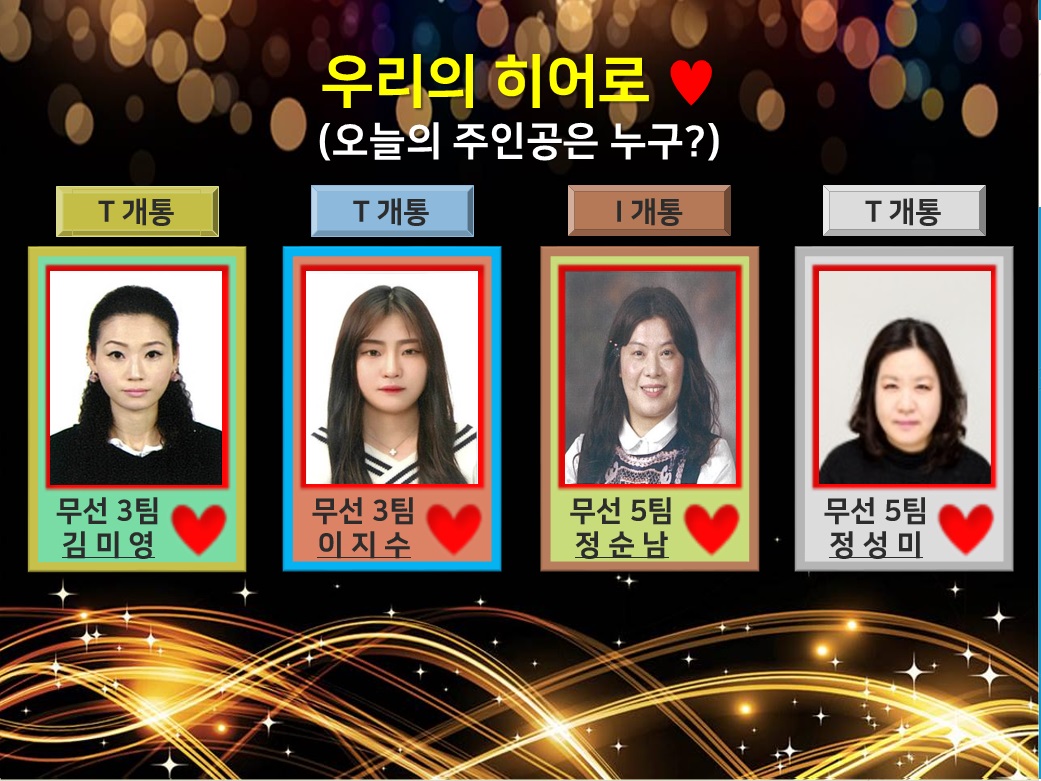 우리의 히어로 ♥
(오늘의 주인공은 누구?)
T 개통
T 개통
I 개통
T 개통
무선 3팀
김 미 영
무선 3팀
이 지 수
무선 5팀
정 순 남
무선 5팀
정 성 미